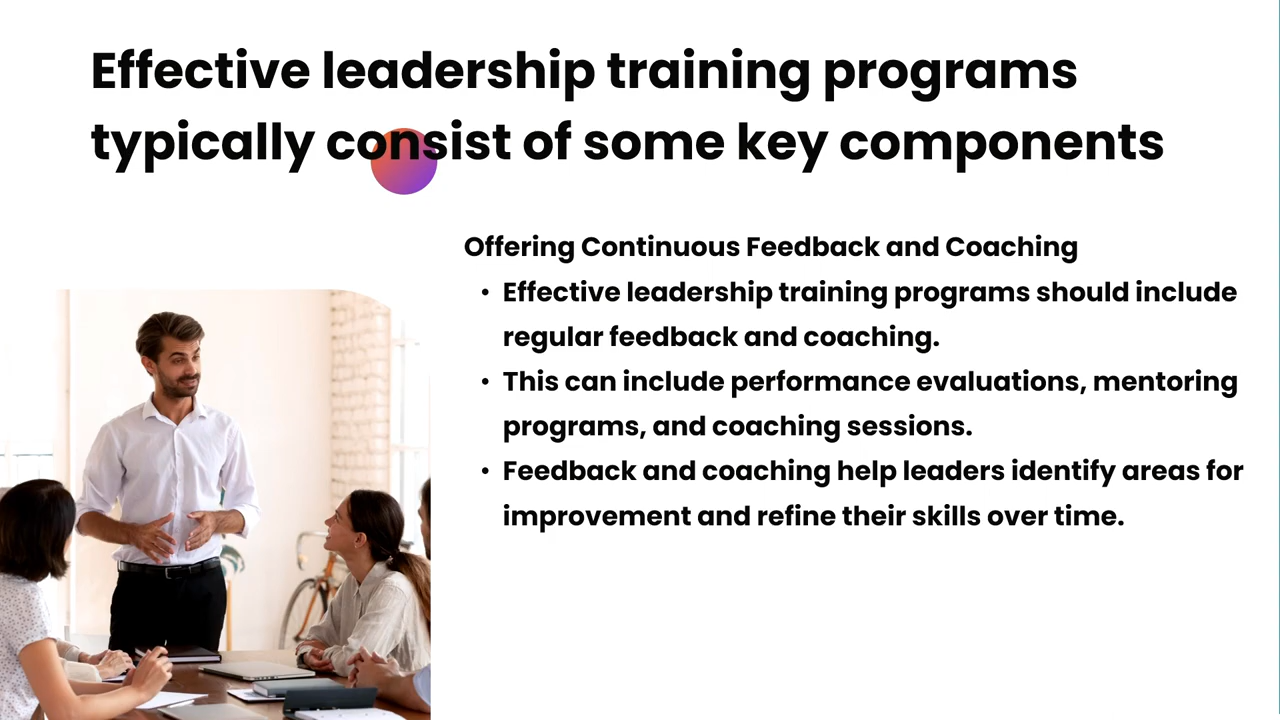 Effective leadership training programs
typically consist of some key components
Offering Continuous Feedback and Coaching
• Effective leadership training programs should include
regular feedback and coaching.
• This can include performance evaluations, mentoring
programs, and coaching sessions.
• Feedback and coaching help leaders identify areas for
improvement and refine their skills over time.